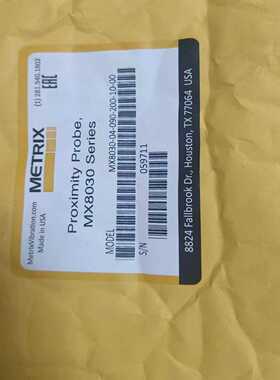 METRIX
(1) 281.940.1802
EAC
MetrixVibration.com
Made in USA
Proximity Probe,
MX8030 Series
MODEL
MX8030-04-090-200-10-00
S/N
059711
8824 Fallbrook Dr., Houston, TX 77064 USA